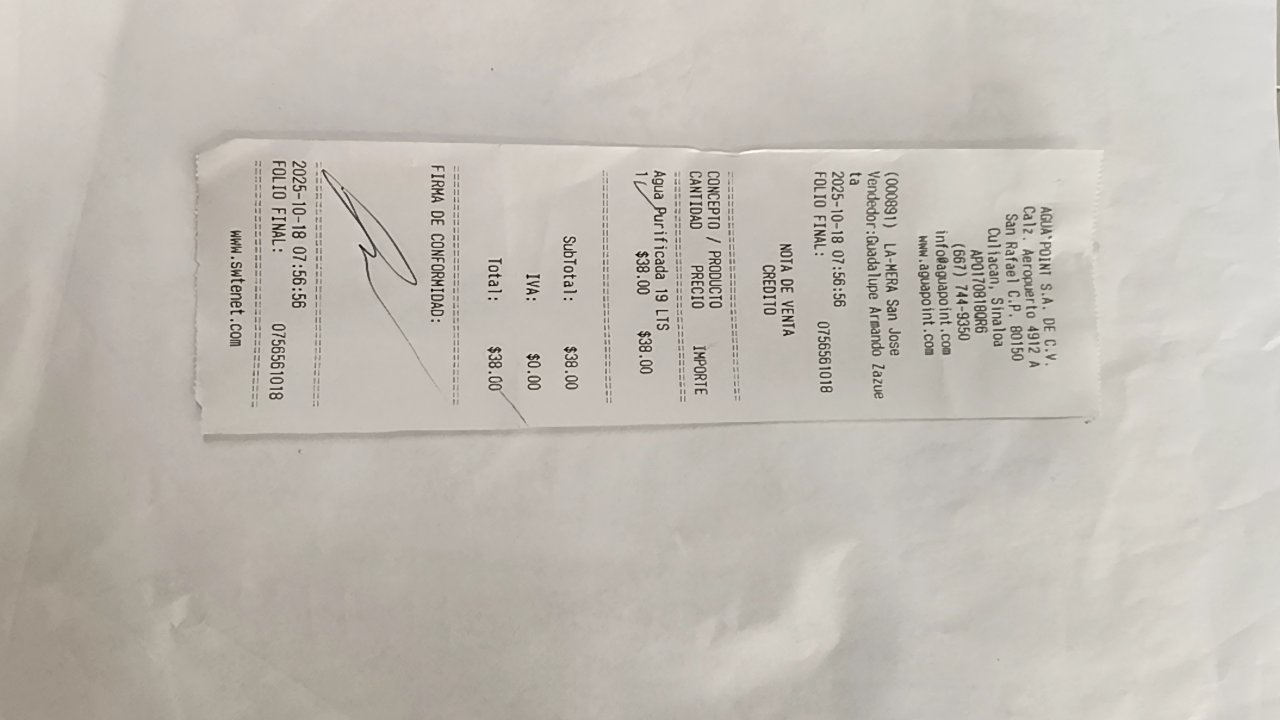 AGUA POINT S.A. DE C.V.
Calz. Aeropuerto 4912 A
San Rafael C.P. 80150
Culiacan, Sinaloa
APO170818QR6
(667) 744-9350
info@aguapoint.com
www.aguapoint.com
(000891) LA-MERA San Jose
Vendedor:Guadalupe Armando Zazue
ta
2025-10-18 07:56:56
FOLIO FINAL: 0756561018
NOTA DE VENTA
CREDITO
CONCEPTO / PRODUCTO
CANTIDAD PRECIO IMPORTE
Agua Purificada 19 LTS
1 $38.00 $38.00
SubTotal: $38.00
IVA: $0.00
Total: $38.00
FIRMA DE CONFORMIDAD:
2025-10-18 07:56:56
FOLIO FINAL: 0756561018
www.swtenet.com